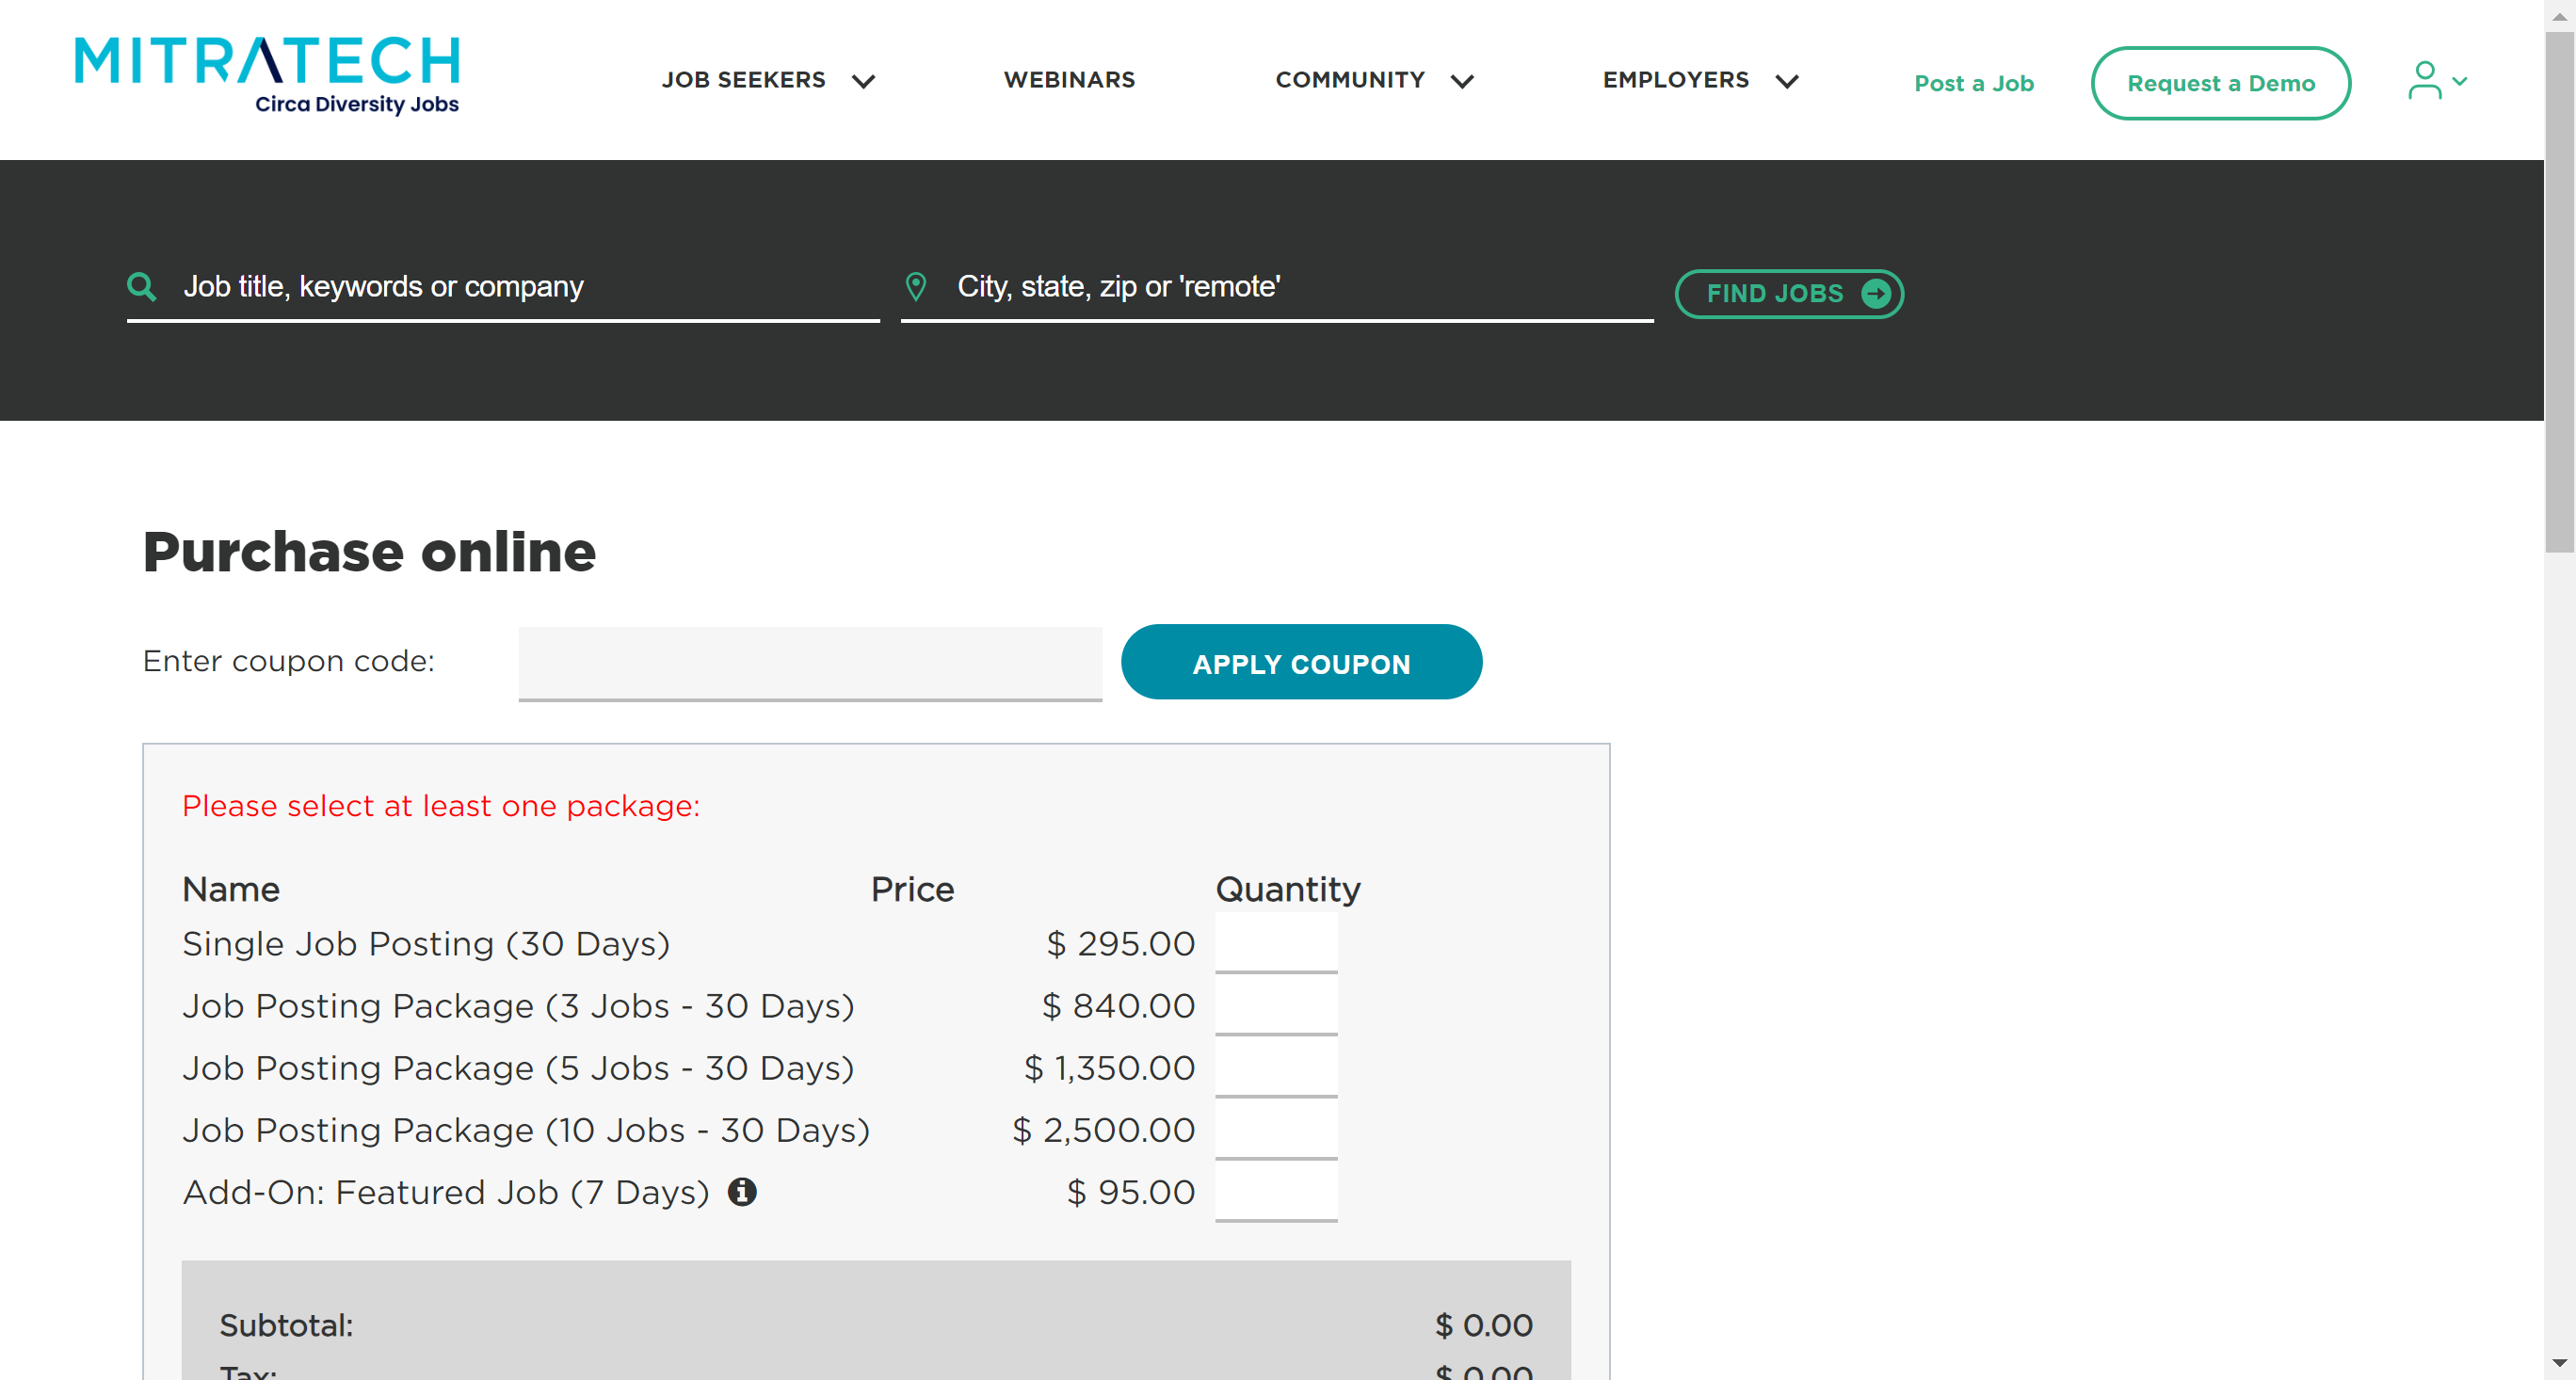 MITRATECH
Circa Diversity Jobs
JOB SEEKERS
WEBINARS
COMMUNITY
EMPLOYERS
Post a Job
Request a Demo
Job title, keywords or company
City, state, zip or 'remote'
FIND JOBS
Purchase online
Enter coupon code:
APPLY COUPON
Please select at least one package:
Name Price Quantity
Single Job Posting (30 Days) $ 295.00
Job Posting Package (3 Jobs - 30 Days) $ 840.00
Job Posting Package (5 Jobs - 30 Days) $ 1,350.00
Job Posting Package (10 Jobs - 30 Days) $ 2,500.00
Add-On: Featured Job (7 Days) $ 95.00
Subtotal: $ 0.00
Tax: $ 0.00